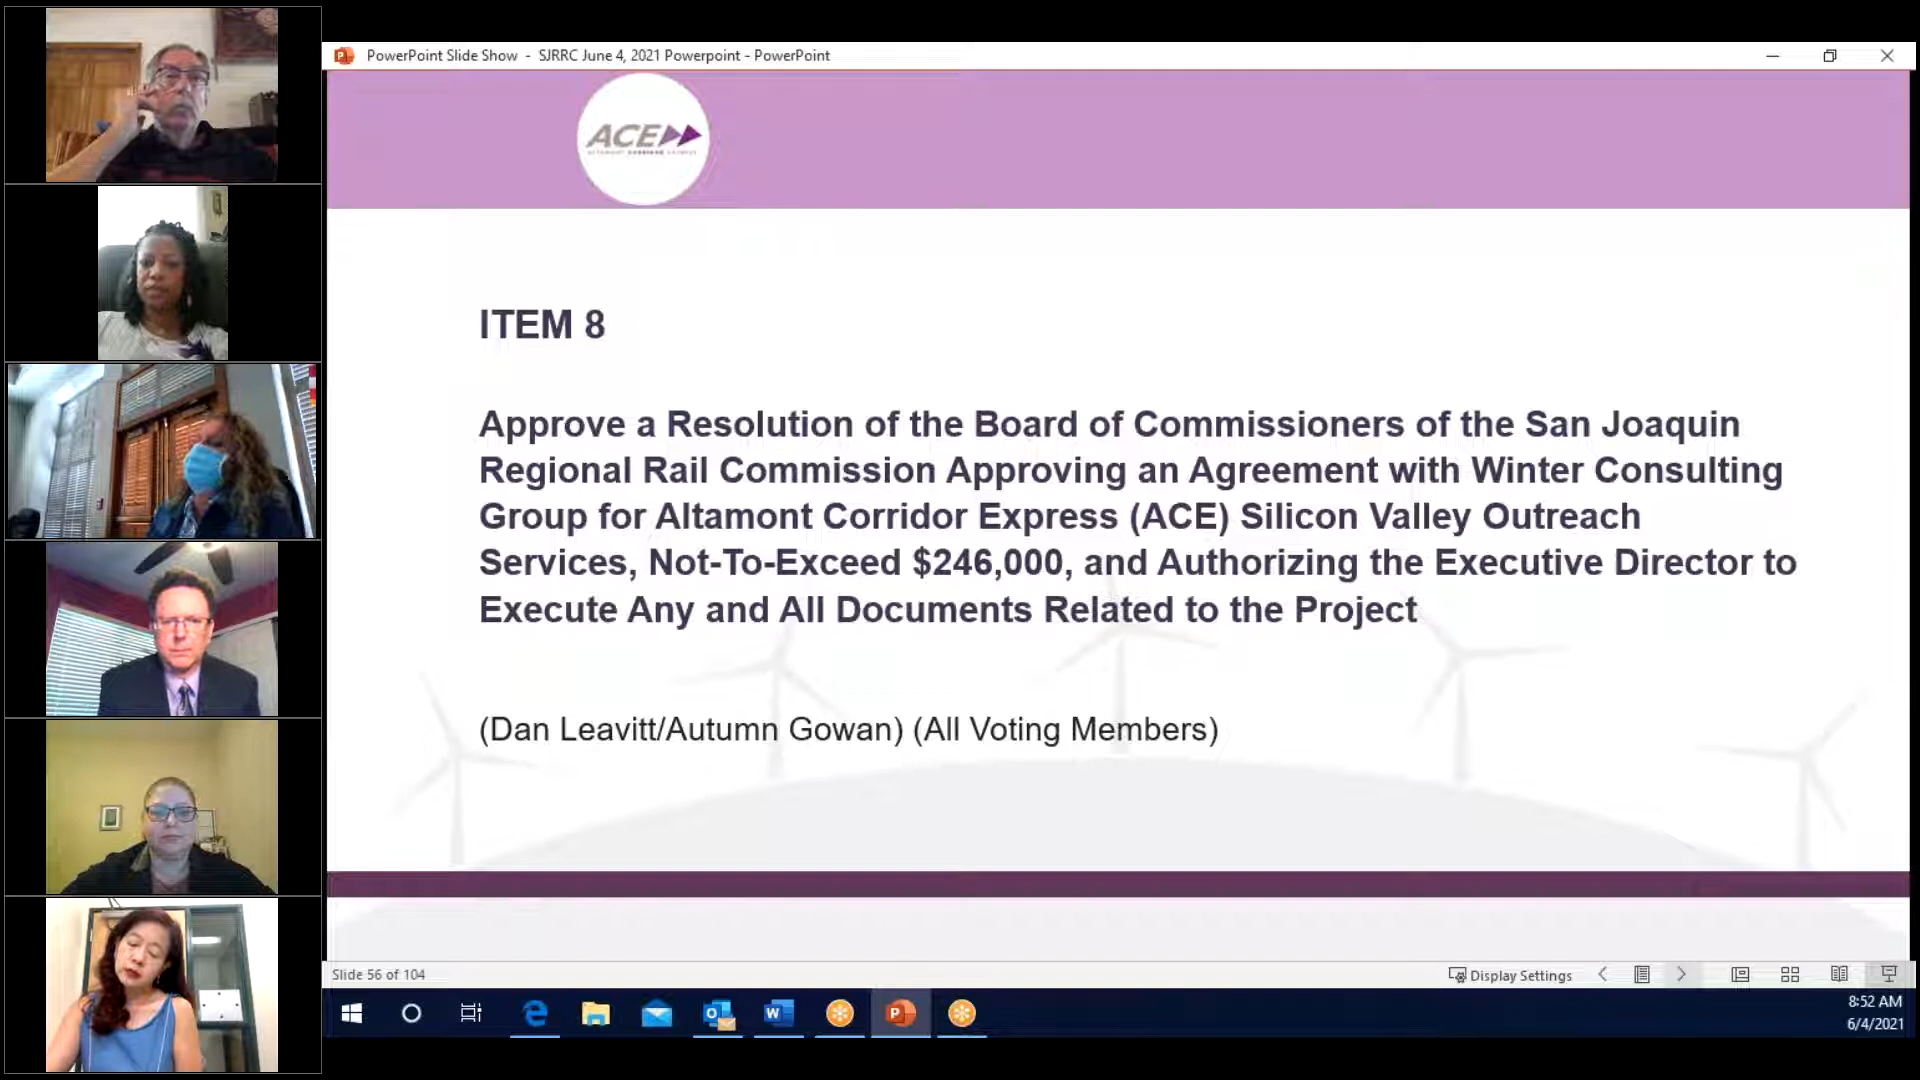 PowerPoint Slide Show - SJRRC June 4, 2021 Powerpoint - PowerPoint
ACE
ITEM 8
Approve a Resolution of the Board of Commissioners of the San Joaquin
Regional Rail Commission Approving an Agreement with Winter Consulting
Group for Altamont Corridor Express (ACE) Silicon Valley Outreach
Services, Not-To-Exceed $246,000, and Authorizing the Executive Director to
Execute Any and All Documents Related to the Project
(Dan Leavitt/Autumn Gowan) (All Voting Members)
Slide 56 of 104
Display Settings
8:52 AM
6/4/2021